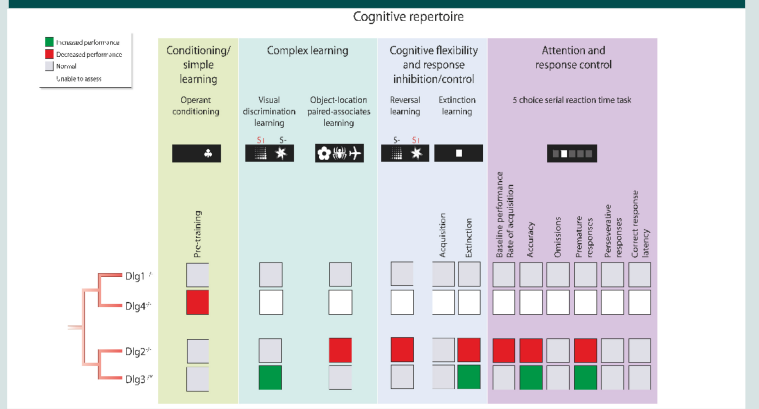 Cognitive repertoire
Increased performance
Decreased performance
Normal
Unable to assess
Conditioning/
simple
learning
Complex learning
Cognitive flexibility
and response
inhibition/control
Attention and
response control
Operant
conditioning
Visual
discrimination
learning
Object-location
paired-associates
learning
Reversal
learning
Extinction
learning
5 choice serial reaction time task
S+ S-
S- S+
Pre-training
Acquisition
Extinction
Baseline performance
Rate of acquisition
Accuracy
Omissions
Premature
responses
Perseverative
responses
Correct response
latency
Dlg1
Dlg4-/-
Dlg2-/-
Dlg3